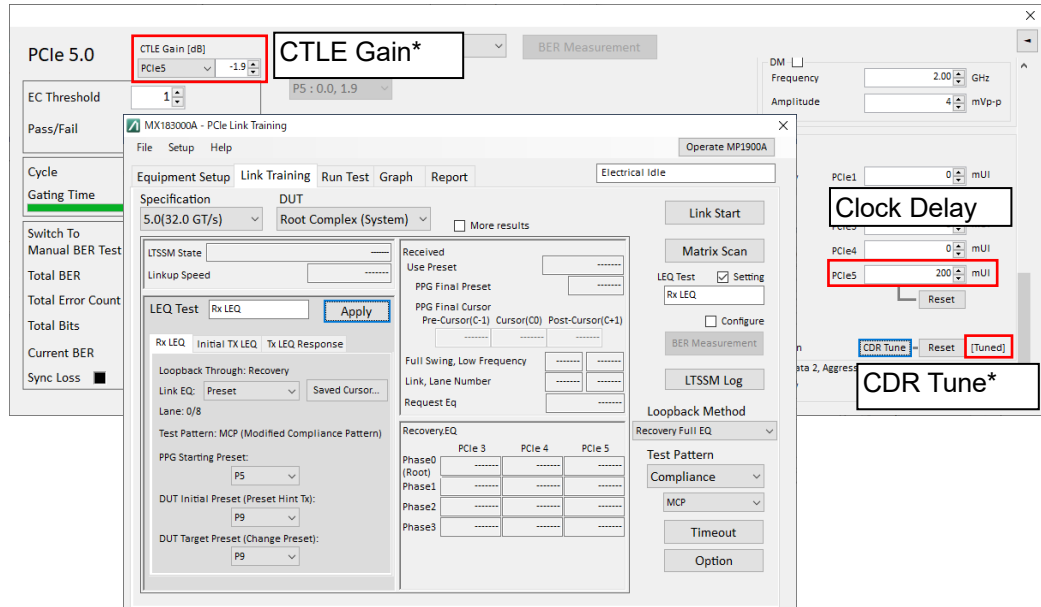 PCIe 5.0
CTLE Gain [dB]
PCIe5 -1.9
CTLE Gain*
BER Measurement
EC Threshold 1
P5 : 0.0, 1.9
Pass/Fail
Cycle
Gating Time
Switch To
Manual BER Test
Total BER
Total Error Count
Total Bits
Current BER
Sync Loss
DM
Frequency 2.00 GHz
Amplitude 4 mVp-p
PCIe1 0 mUI
Clock Delay
PCIe4 0 mUI
PCIe5 200 mUI
Reset
CDR Tune Reset [Tuned]
CDR Tune*
MX183000A - PCIe Link Training
File Setup Help
Operate MP1900A
Equipment Setup Link Training Run Test Graph Report
Electrical Idle
Specification DUT
5.0(32.0 GT/s) Root Complex (System)
More results
Link Start
LTSSM State -----
Linkup Speed -------
LEQ Test Rx LEQ Apply
Rx LEQ Initial TX LEQ Tx LEQ Response
Loopback Through: Recovery
Link EQ: Preset Saved Cursor...
Lane: 0/8
Test Pattern: MCP (Modified Compliance Pattern)
PPG Starting Preset:
P5
DUT Initial Preset (Preset Hint Tx):
P9
DUT Target Preset (Change Preset):
P9
Received
Use Preset -------
PPG Final Preset -------
PPG Final Cursor
Pre-Cursor(C-1) Cursor(C0) Post-Cursor(C+1)
------- ------- -------
Full Swing, Low Frequency ------- -------
Link, Lane Number ------- -------
Request Eq -------
Recovery.EQ
PCIe 3 PCIe 4 PCIe 5
Phase0 ------- ------- -------
(Root)
Phase1 ------- ------- -------
Phase2 ------- ------- -------
Phase3 ------- ------- -------
Matrix Scan
LEQ Test Setting
Rx LEQ
Configure
BER Measurement
LTSSM Log
Loopback Method
Recovery Full EQ
Test Pattern
Compliance
MCP
Timeout
Option